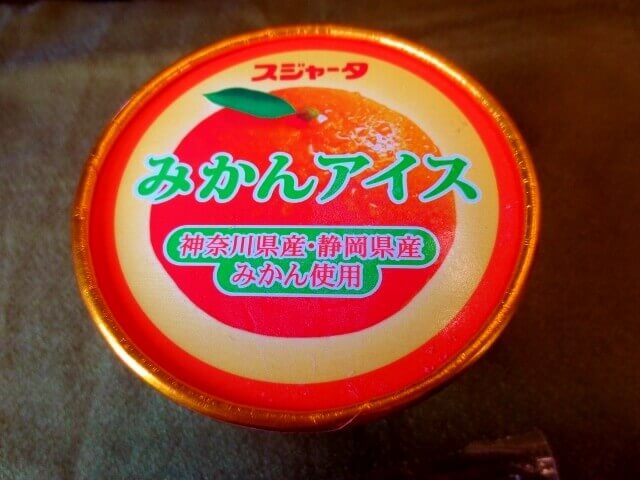 スジャータ
みかんアイス
神奈川県産・静岡県産
みかん使用